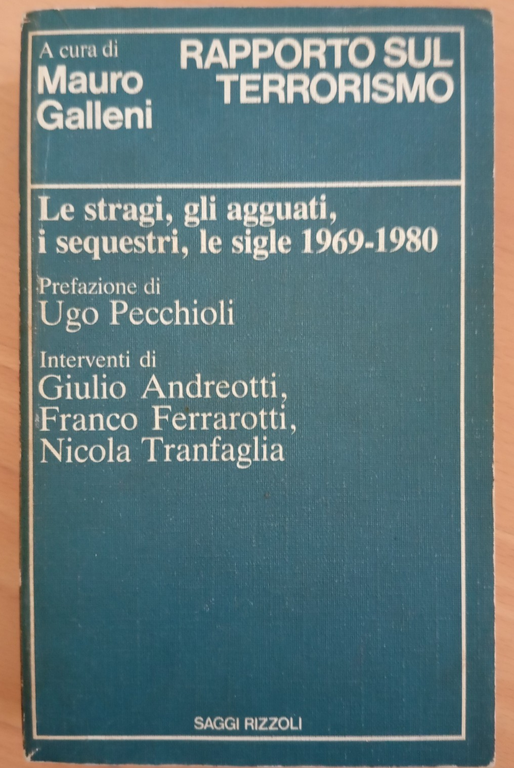 A cura di
Mauro
Galleni
RAPPORTO SUL
TERRORISMO
Le stragi, gli agguati,
i sequestri, le sigle 1969-1980
Prefazione di
Ugo Pecchioli
Interventi di
Giulio Andreotti,
Franco Ferrarotti,
Nicola Tranfaglia
SAGGI RIZZOLI